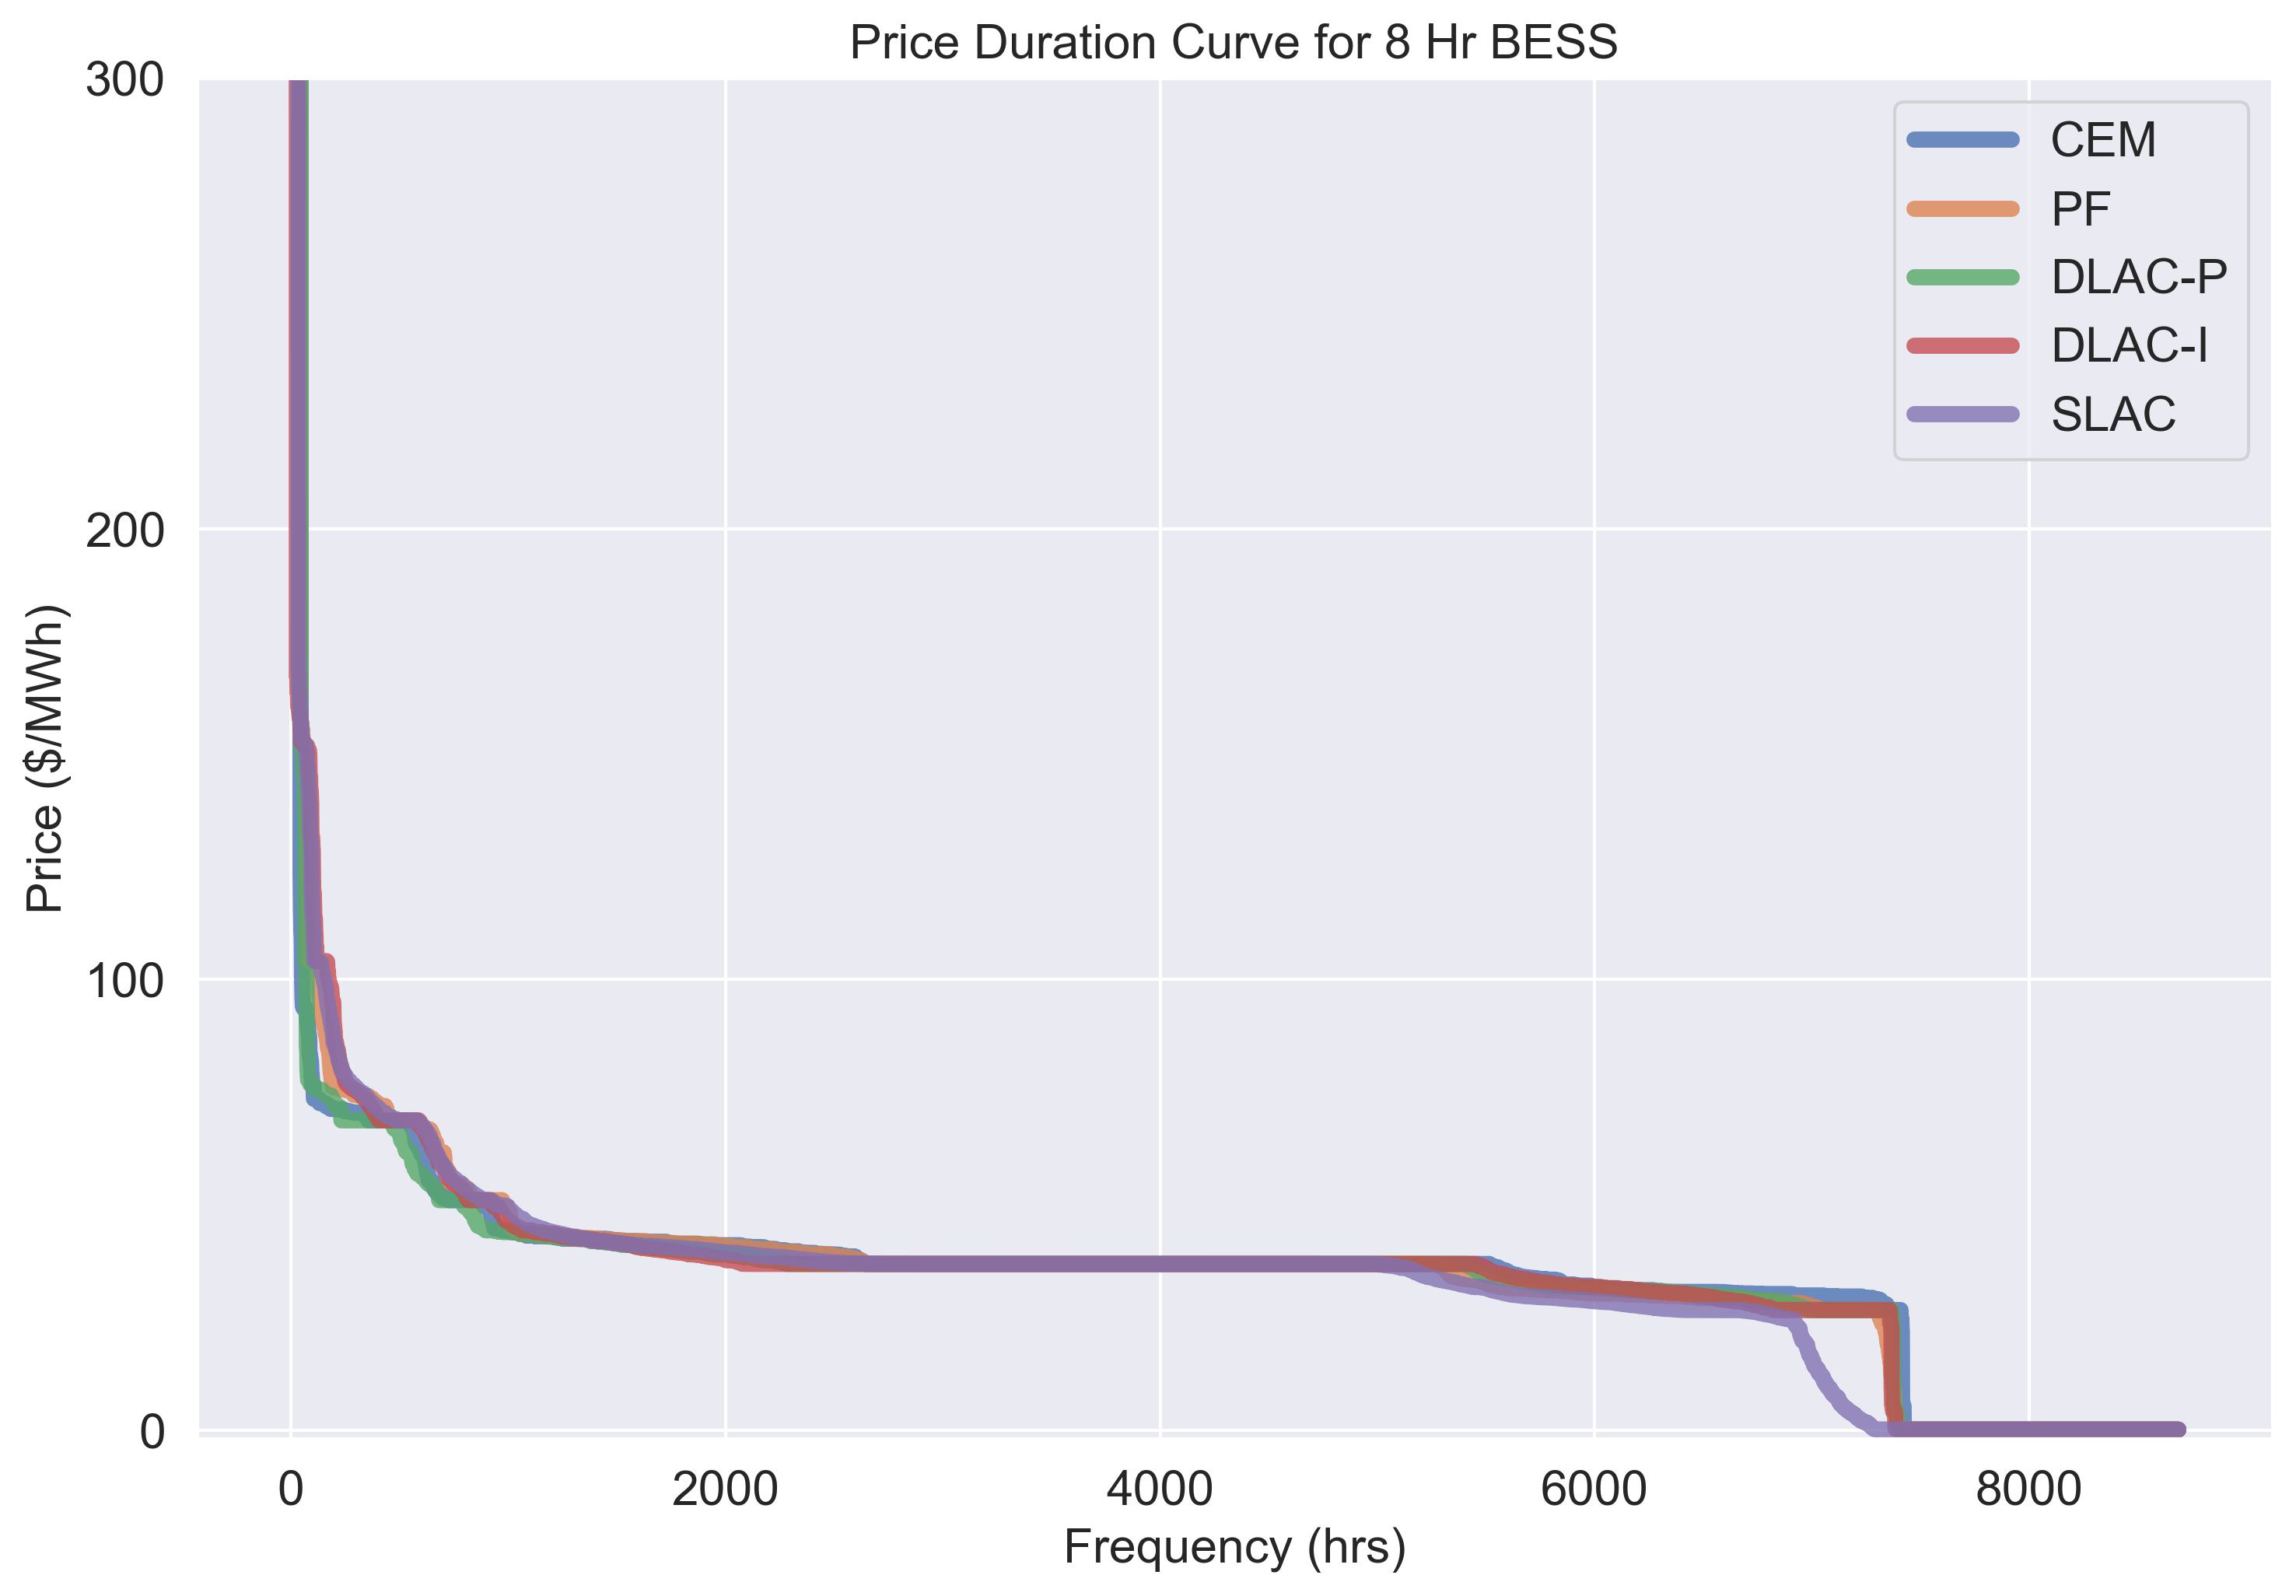 Price Duration Curve for 8 Hr BESS
300
200
100
0
Price ($/MWh)
CEM
PF
DLAC-P
DLAC-I
SLAC
0 2000 4000 6000 8000
Frequency (hrs)